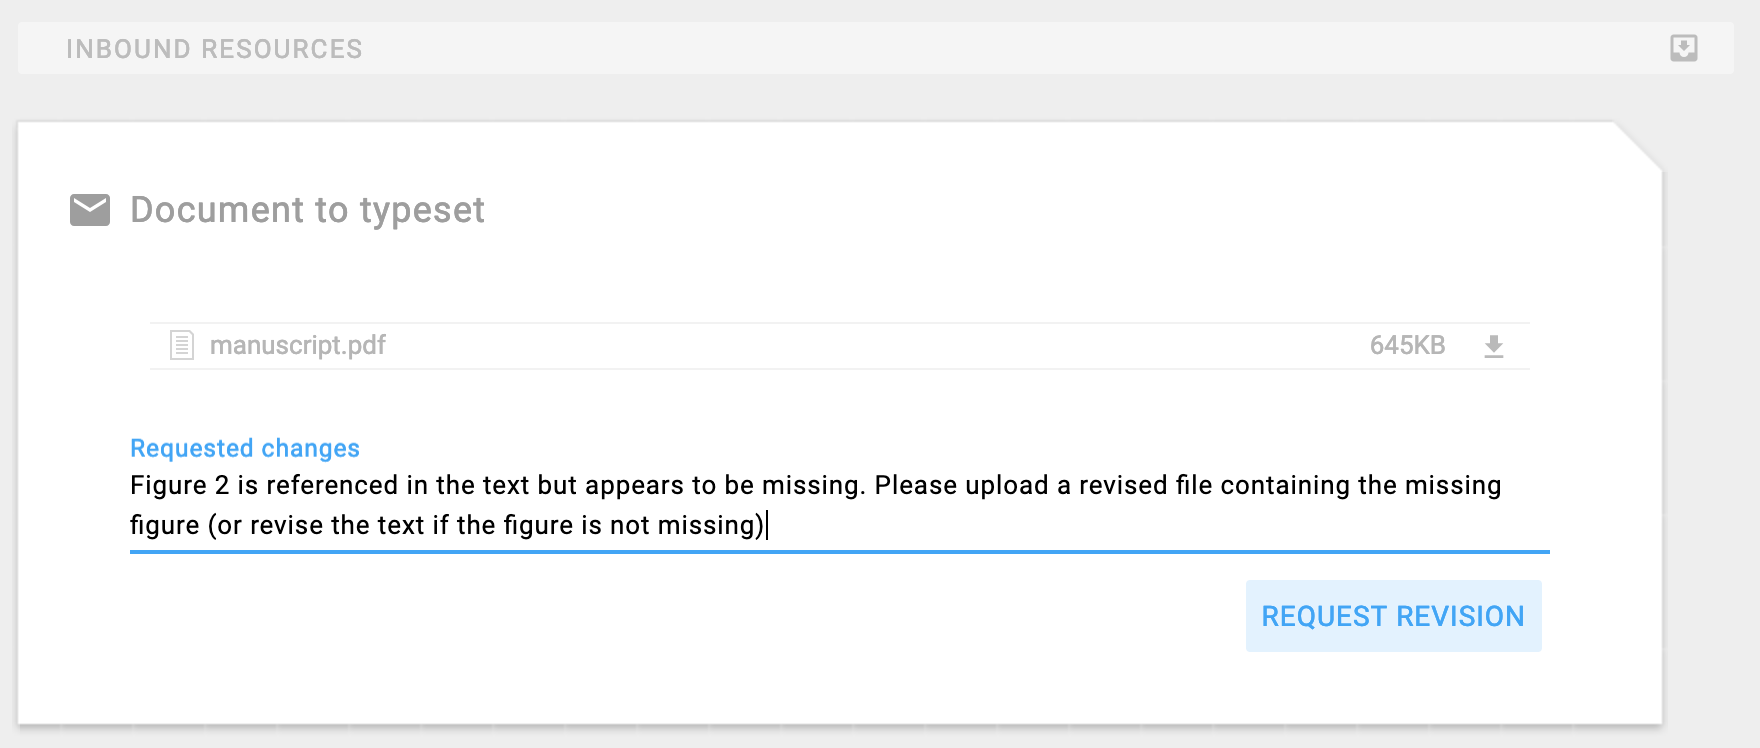 INBOUND RESOURCES
Document to typeset
manuscript.pdf 645KB
Requested changes
Figure 2 is referenced in the text but appears to be missing. Please upload a revised file containing the missing
figure (or revise the text if the figure is not missing)
REQUEST REVISION